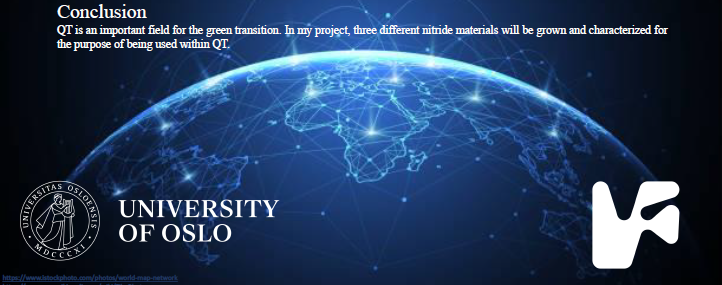 Conclusion
QT is an important field for the green transition. In my project, three different nitride materials will be grown and characterized for
the purpose of being used within QT.
UNIVERSITAS OSLOENSIS
MDCCCXI
UNIVERSITY
OF OSLO
https://www.istockphoto.com/photos/world-map-network